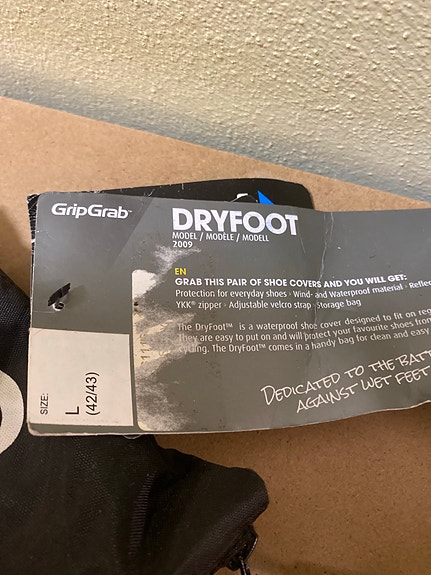 GripGrab™
DRYFOOT
MODEL / MODÈLE / MODELL
2009
EN
GRAB THIS PAIR OF SHOE COVERS AND YOU WILL GET:
Protection for everyday shoes · Wind- and Waterproof material · Refle
YKK® zipper · Adjustable velcro strap · Storage bag
The DryFoot™ is a waterproof shoe cover designed to fit on reg
They are easy to put on and will protect your favourite shoes from
cycling. The DryFoot™ comes in a handy bag for clean and easy
DEDICATED TO THE BATT
AGAINST WET FEET
SIZE:
L
(42/43)